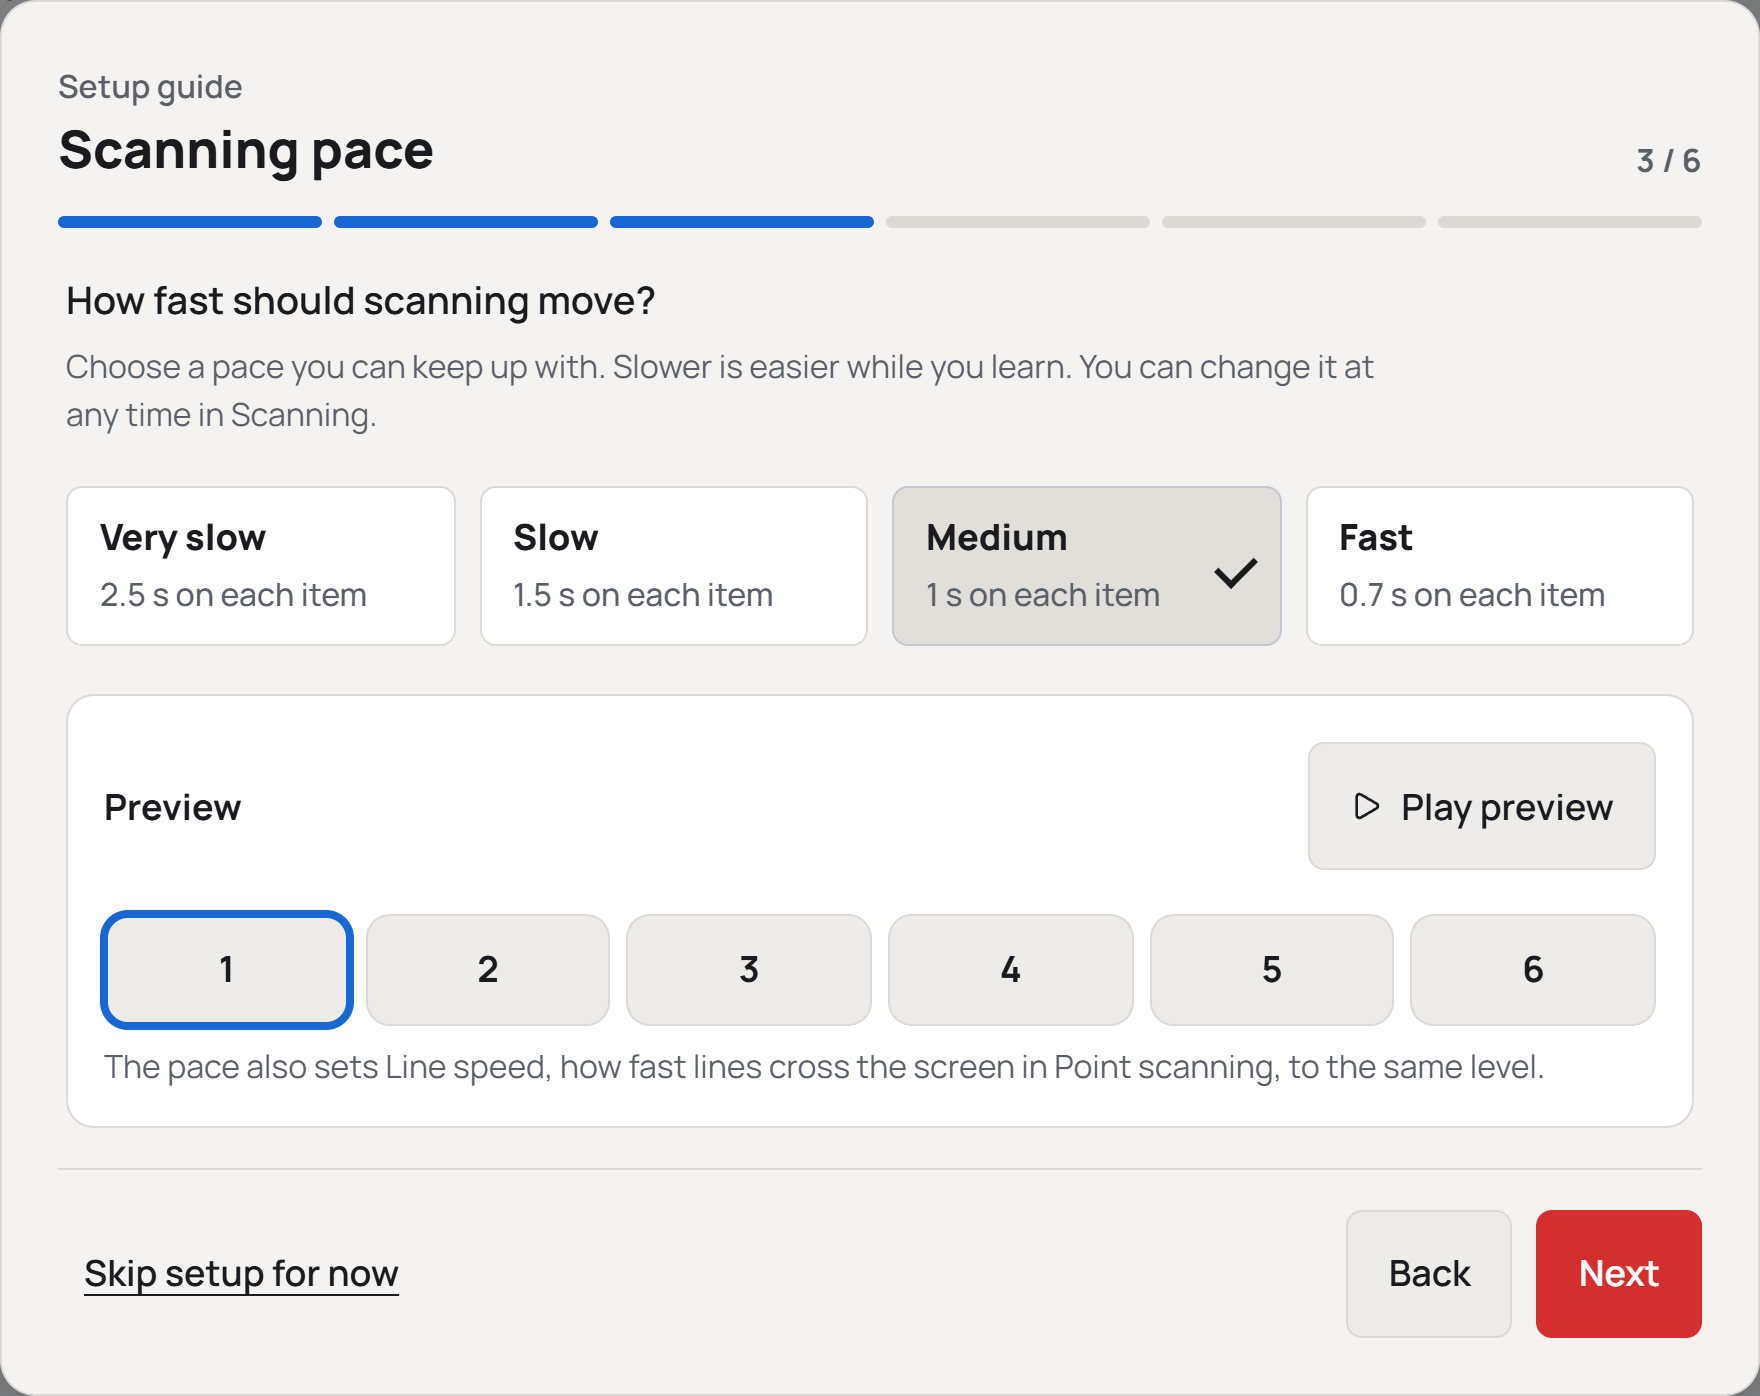 Setup guide
Scanning pace
3 / 6
How fast should scanning move?
Choose a pace you can keep up with. Slower is easier while you learn. You can change it at
any time in Scanning.
Very slow
2.5 s on each item
Slow
1.5 s on each item
Medium
1 s on each item
Fast
0.7 s on each item
Preview
Play preview
1
2
3
4
5
6
The pace also sets Line speed, how fast lines cross the screen in Point scanning, to the same level.
Skip setup for now
Back
Next